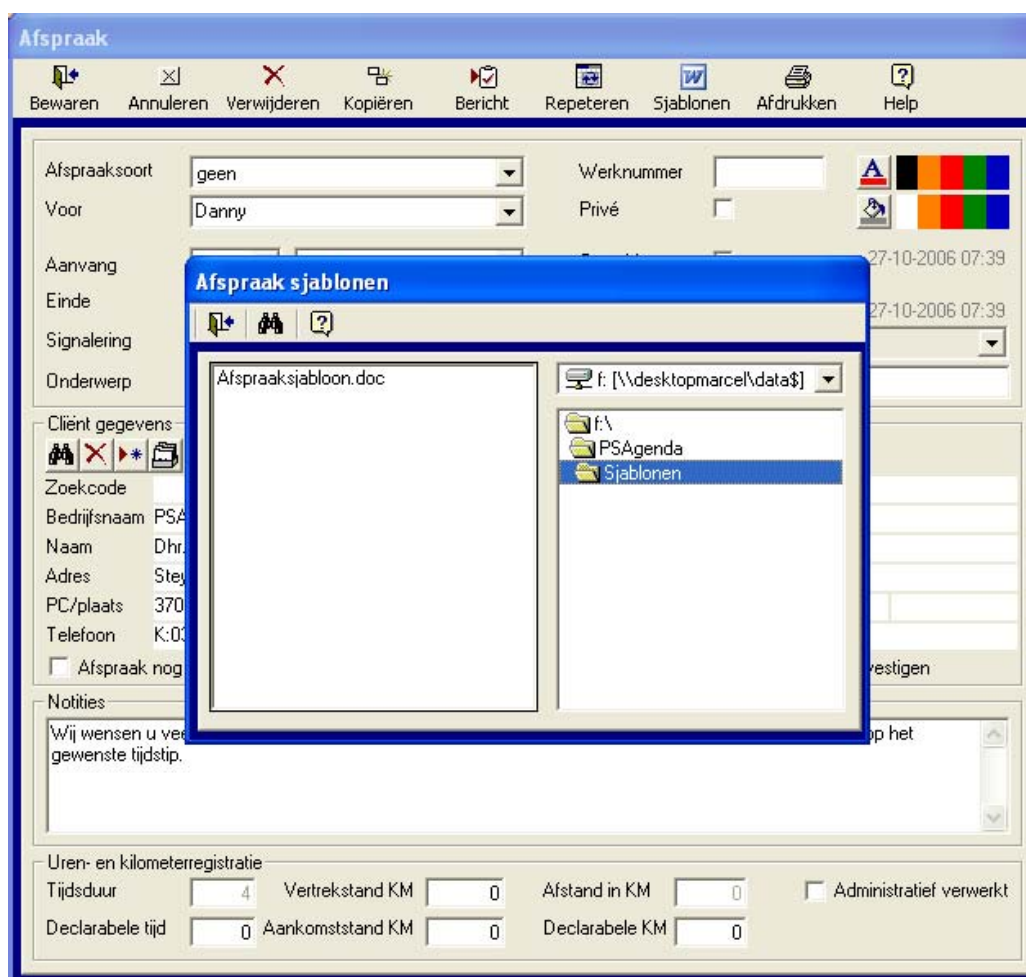 Afspraak
Bewaren Annuleren Verwijderen Kopiëren Bericht Repeteren Sjablonen Afdrukken Help
Afspraaksoort geen Werknummer
Voor Danny Privé
Aanvang 27-10-2006 07:39
Einde 27-10-2006 07:39
Signalering
Onderwerp
Afspraak sjablonen
Afspraaksjabloon.doc
f: [\\desktopmarcel\data$]
f:\
PSAgenda
Sjablonen
Cliënt gegevens
Zoekcode
Bedrijfsnaam PSA
Naam Dhr.
Adres Stey
PC/plaats 370
Telefoon K:03
Afspraak nog vestigen
Notities
Wij wensen u vee op het
gewenste tijdstip.
Uren- en kilometerregistratie
Tijdsduur 4 Vertrekstand KM 0 Afstand in KM 0 Administratief verwerkt
Declarabele tijd 0 Aankomststand KM 0 Declarabele KM 0